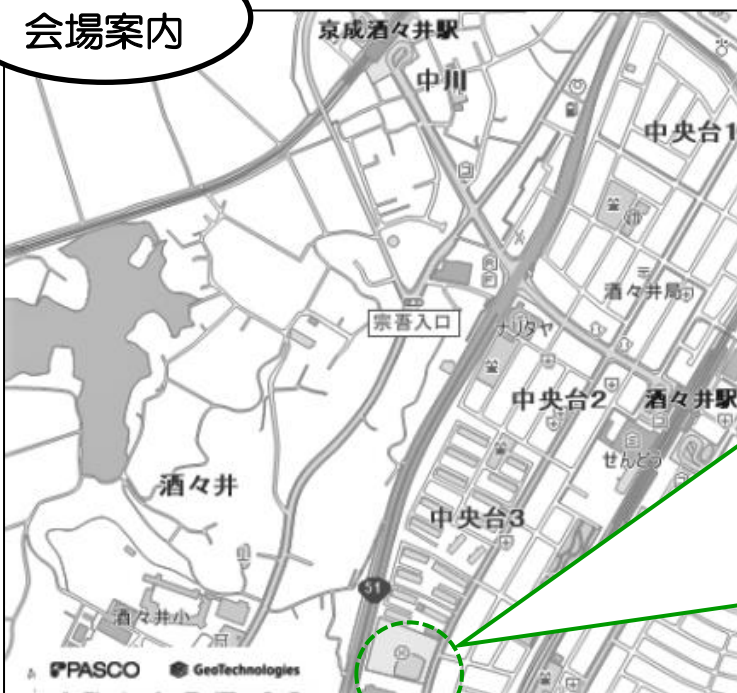 会場案内
京成酒々井駅
中川
中央台1
酒々井局
宗吾入口
ナリタヤ
中央台2
酒々井駅
せんどう
酒々井
中央台3
51
酒々井小
PASCO
GeoTechnologies